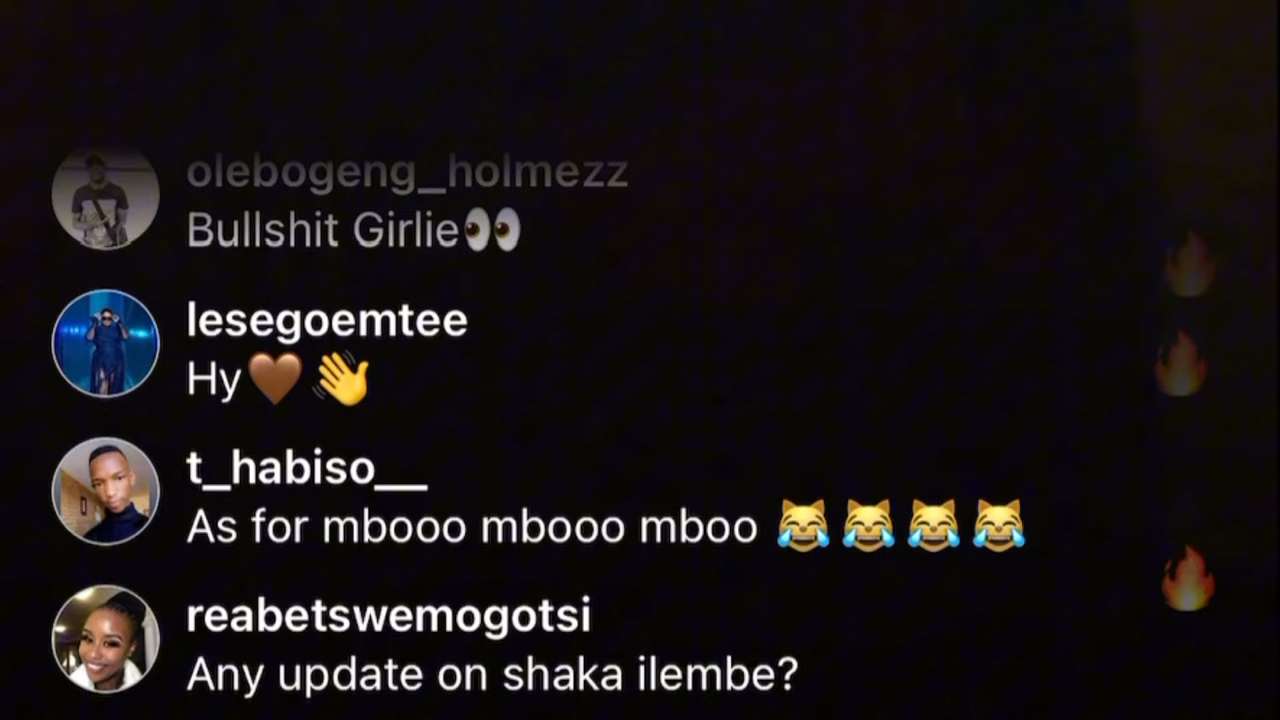 olebogeng_holmezz
Bullshit Girlie👀
lesegoemtee
Hy🤎👋
t_habiso__
As for mbooo mbooo mboo 😹😹😹😹
reabetswemogotsi
Any update on shaka ilembe?